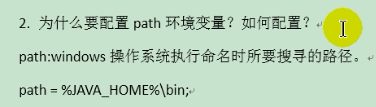 2. 为什么要配置 path 环境变量？如何配置？
path:windows 操作系统执行命名时所要搜寻的路径。
path = %JAVA_HOME%\bin;